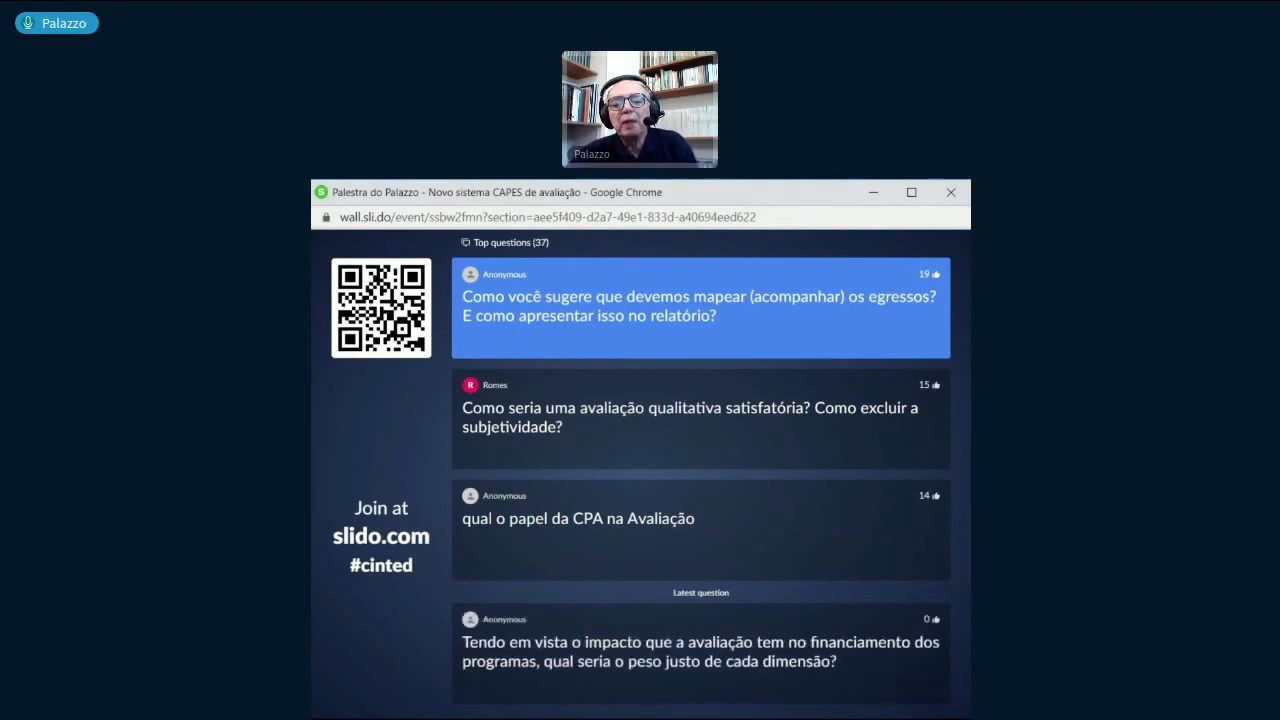 Palazzo
Palazzo
Palestra do Palazzo - Novo sistema CAPES de avaliação - Google Chrome
wall.sli.do/event/ssbw2fmn?section=aee5f409-d2a7-49e1-833d-a40694eed622
Top questions (37)
Anonymous 19
Como você sugere que devemos mapear (acompanhar) os egressos?
E como apresentar isso no relatório?
R Romes 15
Como seria uma avaliação qualitativa satisfatória? Como excluir a
subjetividade?
Anonymous 14
qual o papel da CPA na Avaliação
Join at
slido.com
#cinted
Latest question
Anonymous 0
Tendo em vista o impacto que a avaliação tem no financiamento dos
programas, qual seria o peso justo de cada dimensão?